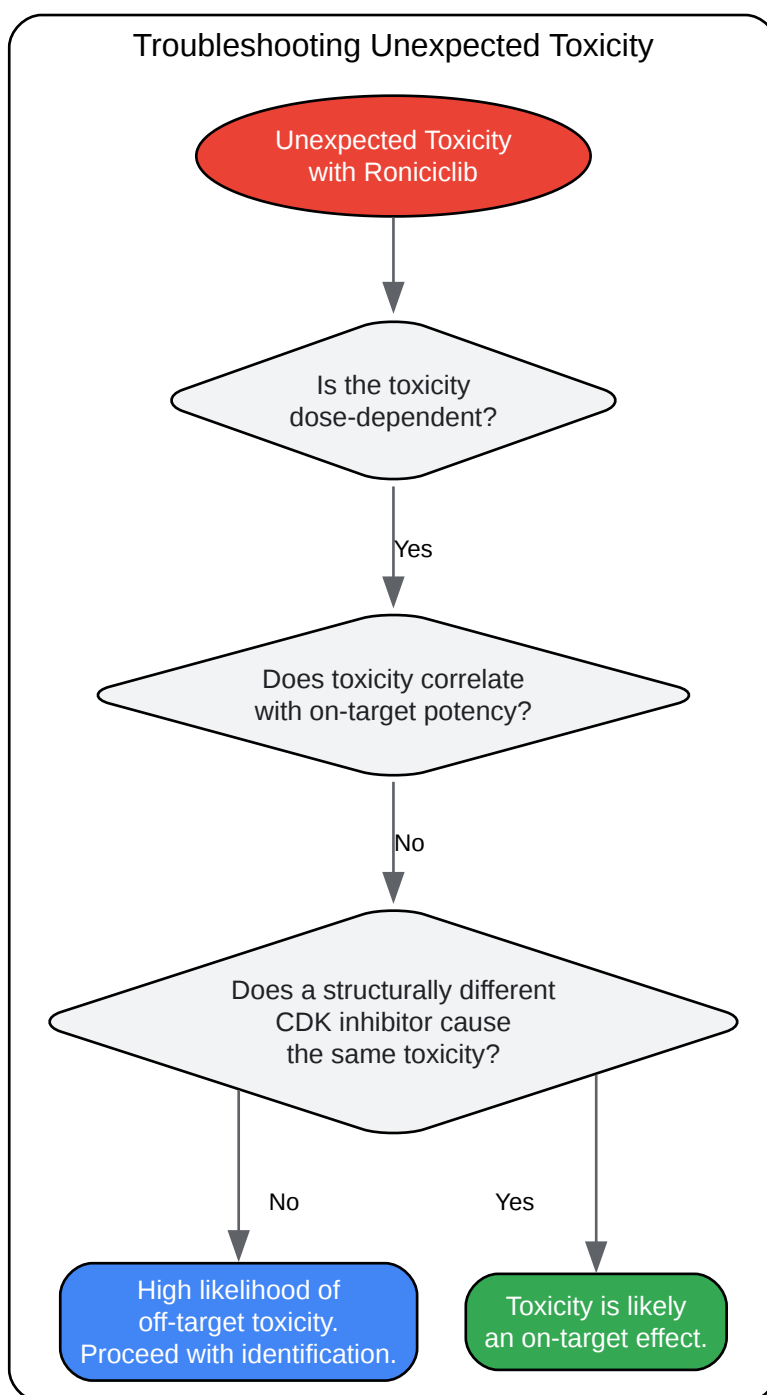 Troubleshooting Unexpected Toxicity
Unexpected Toxicity
with Roniciclib
Is the toxicity
dose-dependent?
Yes
Does toxicity correlate
with on-target potency?
No
Does a structurally different
CDK inhibitor cause
the same toxicity?
No
Yes
High likelihood of
off-target toxicity.
Proceed with identification.
Toxicity is likely
an on-target effect.